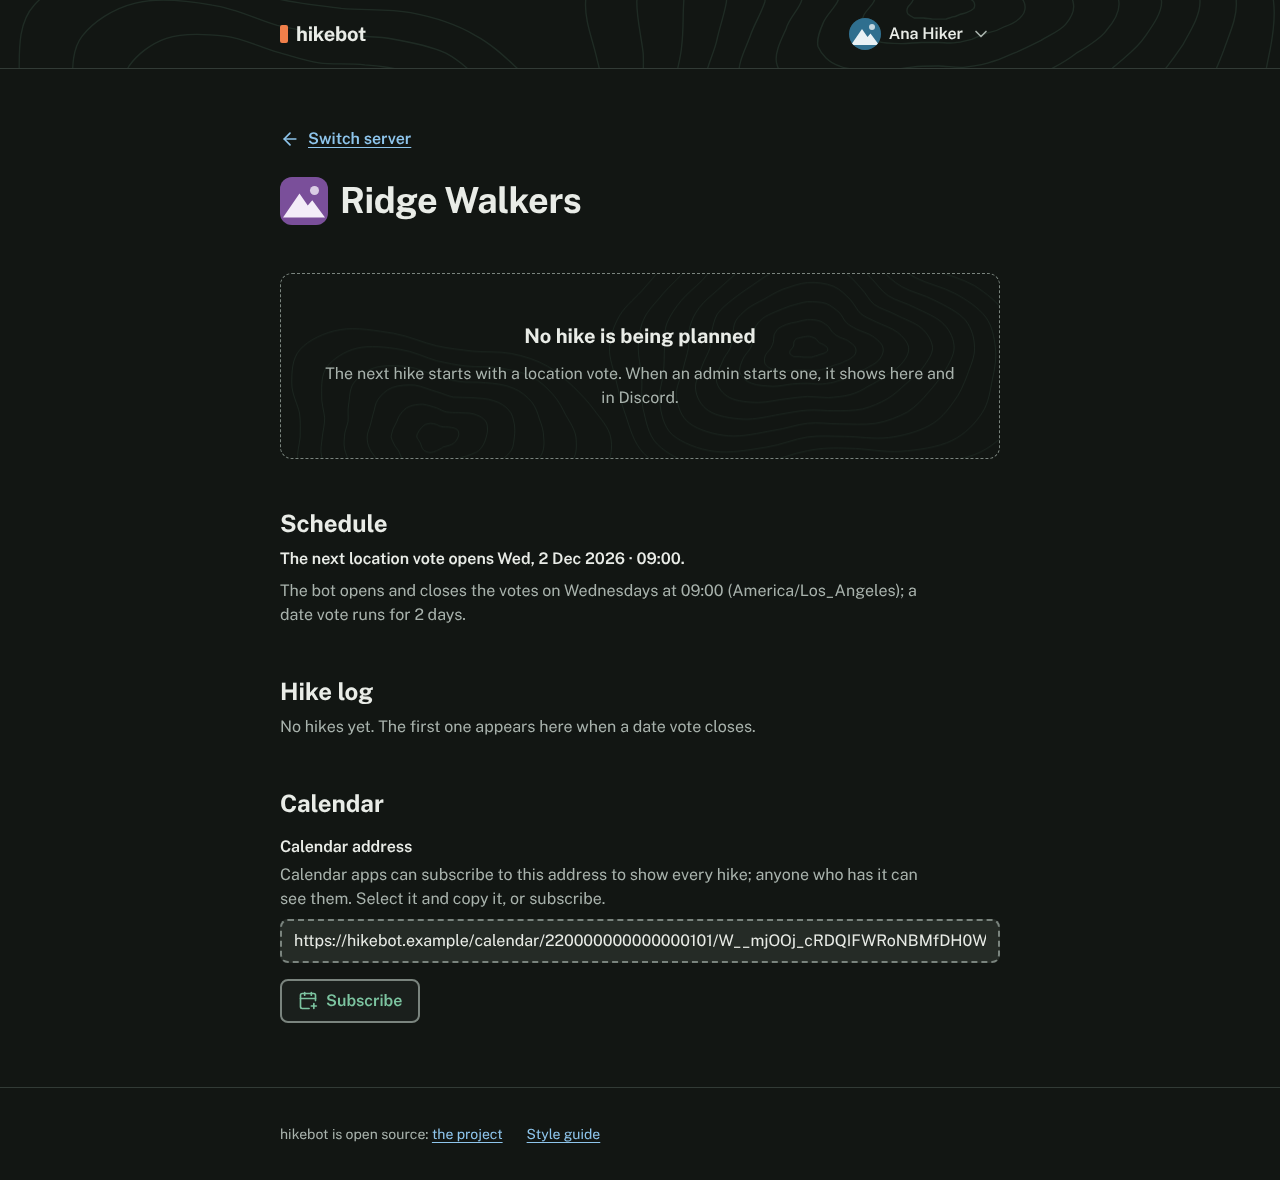 hikebot
Ana Hiker
Switch server
Ridge Walkers
No hike is being planned
The next hike starts with a location vote. When an admin starts one, it shows here and
in Discord.
Schedule
The next location vote opens Wed, 2 Dec 2026 · 09:00.
The bot opens and closes the votes on Wednesdays at 09:00 (America/Los_Angeles); a
date vote runs for 2 days.
Hike log
No hikes yet. The first one appears here when a date vote closes.
Calendar
Calendar address
Calendar apps can subscribe to this address to show every hike; anyone who has it can
see them. Select it and copy it, or subscribe.
https://hikebot.example/calendar/220000000000000101/W__mjOOj_cRDQIFWRoNBMfDH0W
Subscribe
hikebot is open source: the project
Style guide